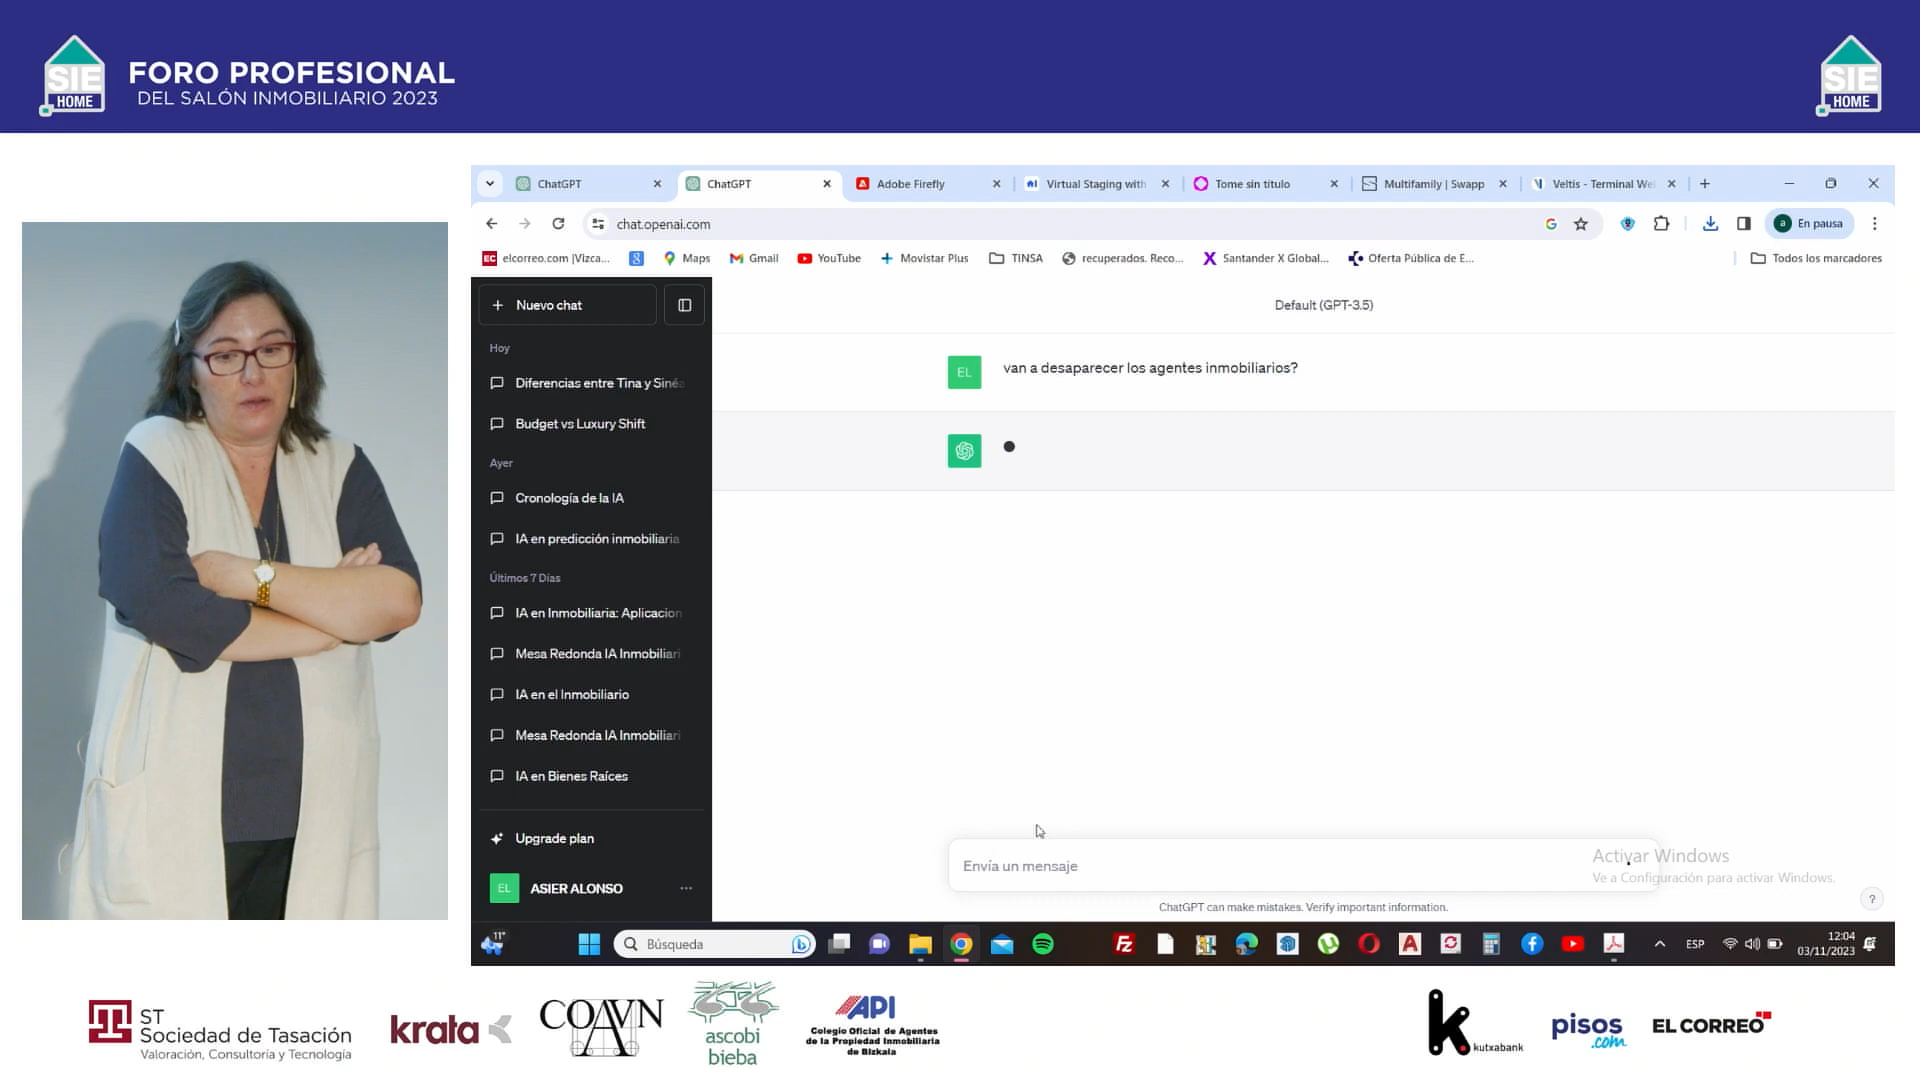 SIE
HOME
FORO PROFESIONAL
DEL SALÓN INMOBILIARIO 2023
SIE
HOME
ChatGPT
ChatGPT
Adobe Firefly
Virtual Staging with
Tome sin título
Multifamily | Swapp
Veltis - Terminal We
chat.openai.com
G
a
En pausa
EC
elcorreo.com |Vizca...
8
Maps
Gmail
YouTube
Movistar Plus
TINSA
recuperados. Reco...
Santander X Global...
Oferta Pública de E...
Todos los marcadores
Nuevo chat
Default (GPT-3.5)
Hoy
Diferencias entre Tina y Siné
Budget vs Luxury Shift
Ayer
Cronología de la IA
IA en predicción inmobiliaria
Últimos 7 Días
IA en Inmobiliaria: Aplicacion
Mesa Redonda IA Inmobiliari
IA en el Inmobiliario
Mesa Redonda IA Inmobiliari
IA en Bienes Raíces
Upgrade plan
EL
ASIER ALONSO
EL
van a desaparecer los agentes inmobiliarios?
Envía un mensaje
Activar Windows
Ve a Configuración para activar Windows.
ChatGPT can make mistakes. Verify important information.
?
11°
Búsqueda
ESP
12:04
03/11/2023
ST
Sociedad de Tasación
Valoración, Consultoría y Tecnología
krata
COAVN
ascobi
bieba
API
Colegio Oficial de Agentes
de la Propiedad Inmobiliaria
de Bizkaia
k
kutxabank
pisos
.com
EL CORREO